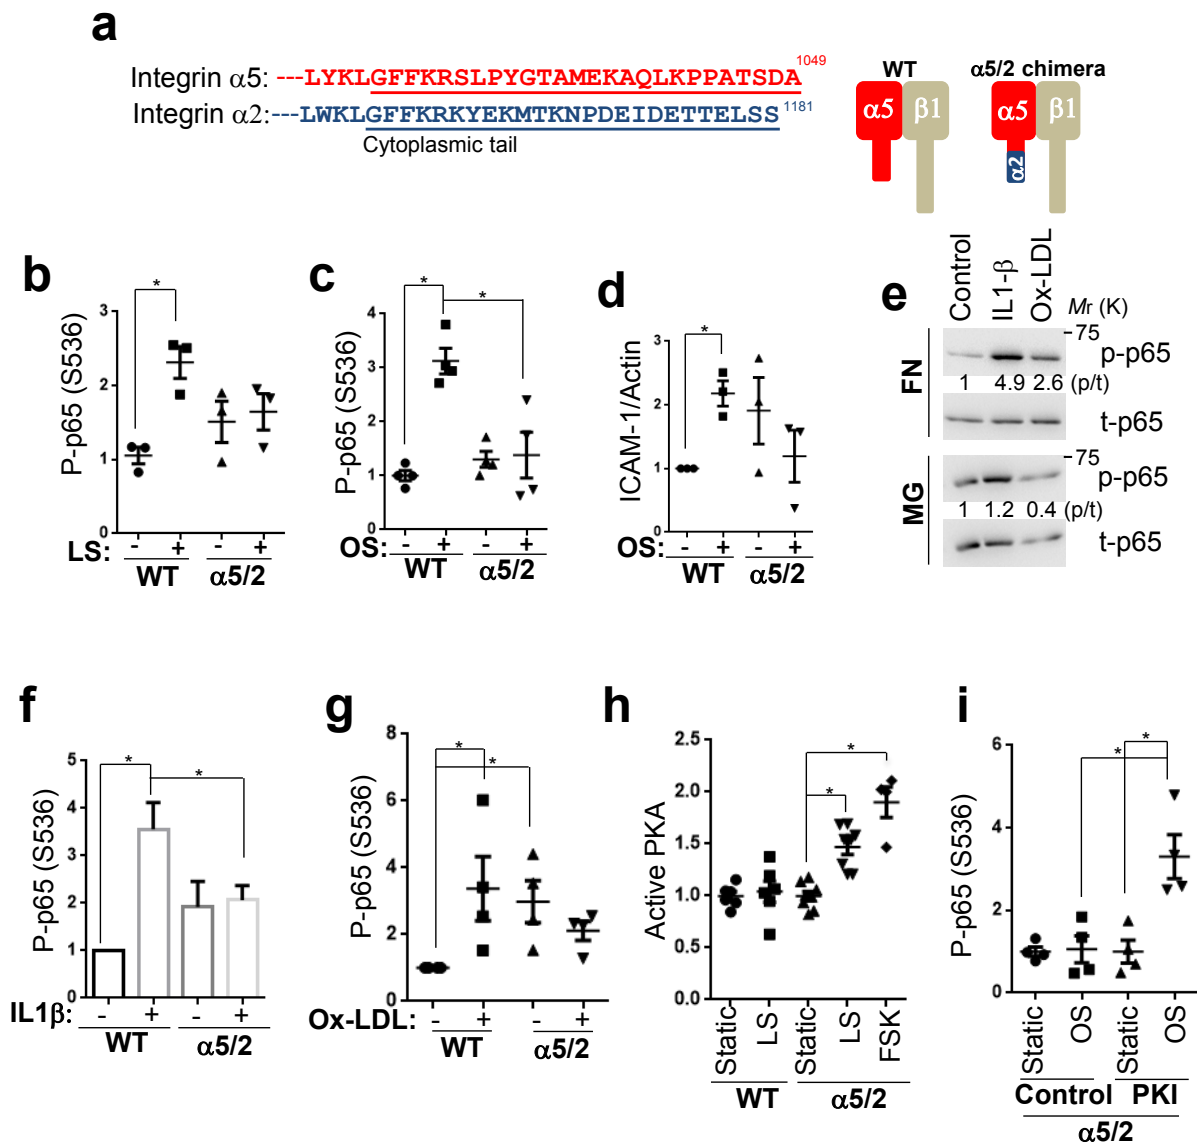 a
Integrin α5: ---LYKLGFFKRSLPYGTAMEKAQLKPPATSDA 1049
Integrin α2:---LWKLGFFKRKYEKMTKNPDEIDETTELSS 1181
Cytoplasmic tail
WT
α5 β1
α5/2 chimera
α5 β1
α2
b
P-p65 (S536)
3
2
1
0
*
LS: - + - +
WT α5/2
c
P-p65 (S536)
4
3
2
1
0
* *
OS: - + - +
WT α5/2
d
ICAM-1/Actin
3
2
1
0
*
OS: - + - +
WT α5/2
e
Control IL1-β Ox-LDL
Mr (K)
FN
75
p-p65
1 4.9 2.6 (p/t)
t-p65
MG
75
p-p65
1 1.2 0.4 (p/t)
t-p65
f
P-p65 (S536)
5
4
3
2
1
0
* *
IL1β: - + - +
WT α5/2
g
P-p65 (S536)
8
6
4
2
0
*
*
Ox-LDL: - + - +
WT α5/2
h
Active PKA
2.5
2.0
1.5
1.0
0.5
0.0
*
*
Static LS Static LS FSK
WT α5/2
i
P-p65 (S536)
6
4
2
0
*
*
Static OS Static OS
Control PKI
α5/2